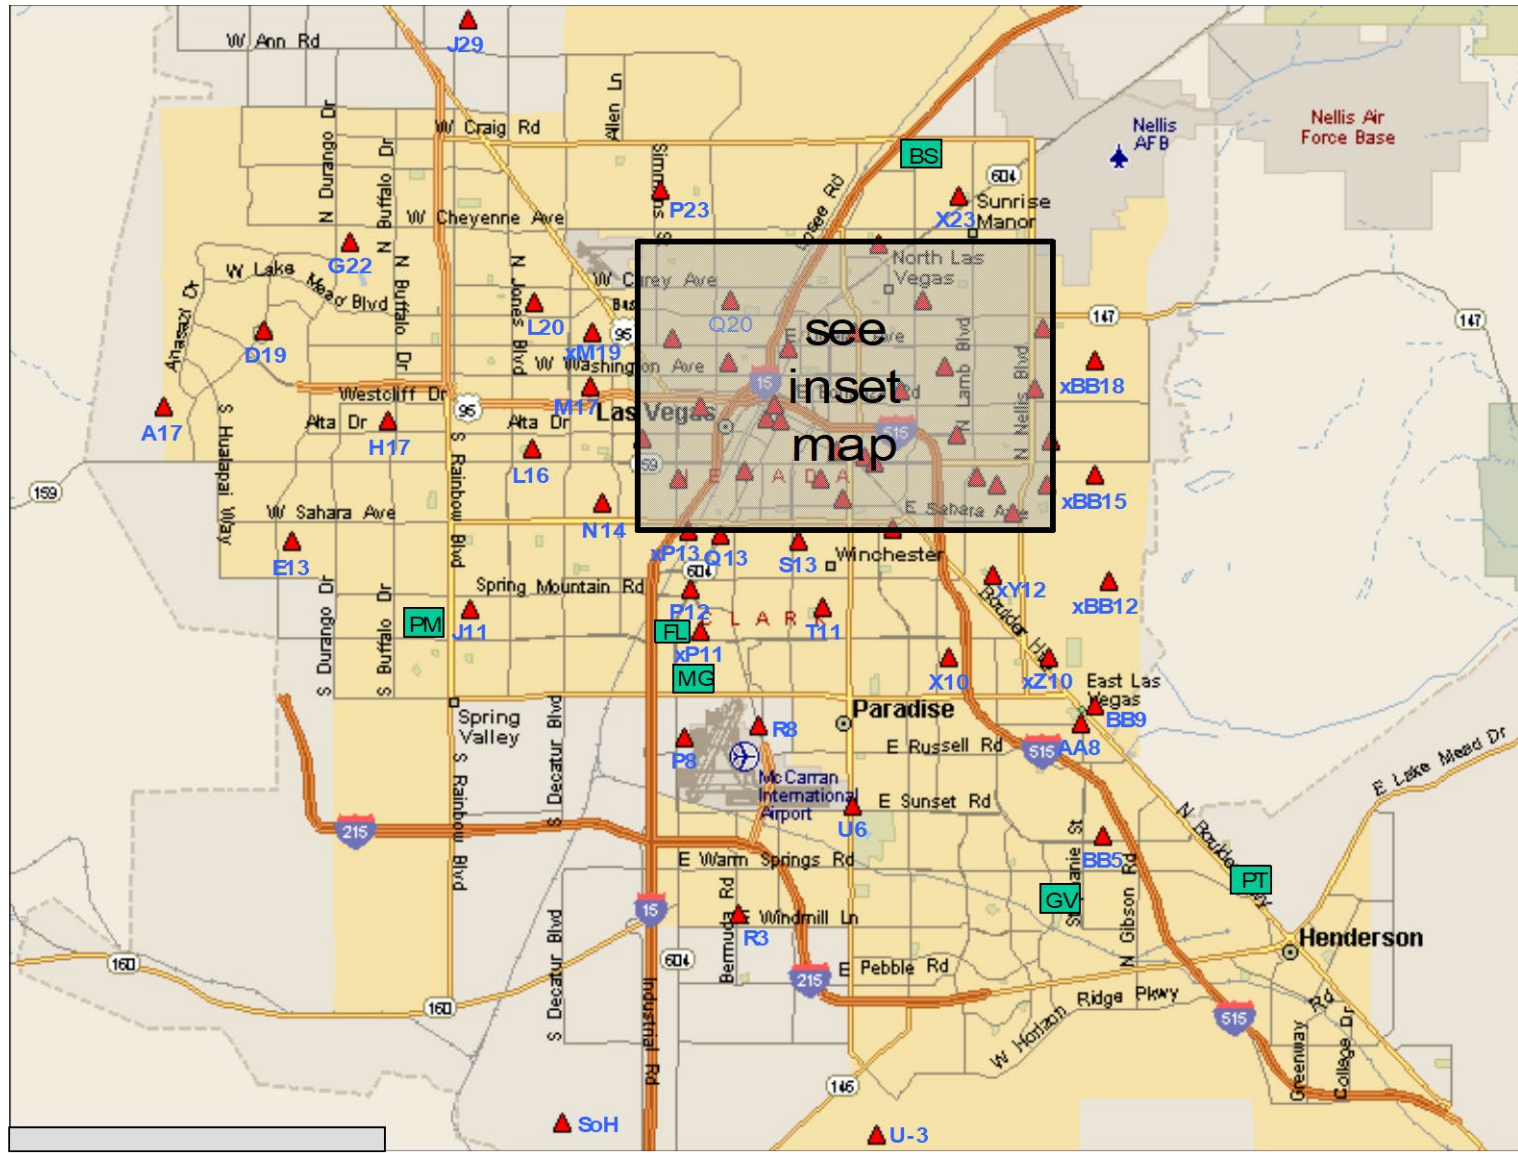 J29
W Ann Rd
Allen Ln
W Craig Rd
N Durango Dr
N Buffalo Dr
Simmons S
BS
Nellis
AFB
Nellis Air
Force Base
604
P23
X23
Sunrise
Manor
W Cheyenne Ave
Losee Rd
G22
North Las
Vegas
W Lake
Mead Blvd
W Carey Ave
Anasazi Dr
N Buffalo Dr
N Jones Blvd
L20
Q20
see
inset
map
147
147
D19
xM19
95
W Washington Ave
N Lamb Blvd
N Nellis Blvd
xBB18
Westcliff Dr
M17
15
A17
Alta Dr
H17
95
Alta Dr
Las Vegas
515
S Hualapai Way
S Rainbow Blvd
L16
159
N E A D A
xBB15
159
W Sahara Ave
N14
E Sahara Ave
E13
xP13
Q13
S13
Winchester
604
Spring Mountain Rd
xY12
xBB12
S Durango Dr
S Buffalo Dr
PM
J11
P12
FL
C L A R K
T11
Boulder H
xP11
MG
X10
xZ10
East Las
Vegas
Spring
Valley
S Decatur Blvd
P8
R8
Paradise
BB9
AA8
E Russell Rd
515
E Lake Mead Dr
S Rainbow Blvd
McCarran
International
Airport
E Sunset Rd
U6
215
E Warm Springs Rd
BB5
N Gibson Rd
GV
PT
15
Bermuda Rd
E Windmill Ln
R3
Henderson
160
S Decatur Blvd
604
E Pebble Rd
215
160
Industrial Rd
W Horizon
Ridge Pkwy
515
Rd
Greenway
College Dr
146
SoH
U-3